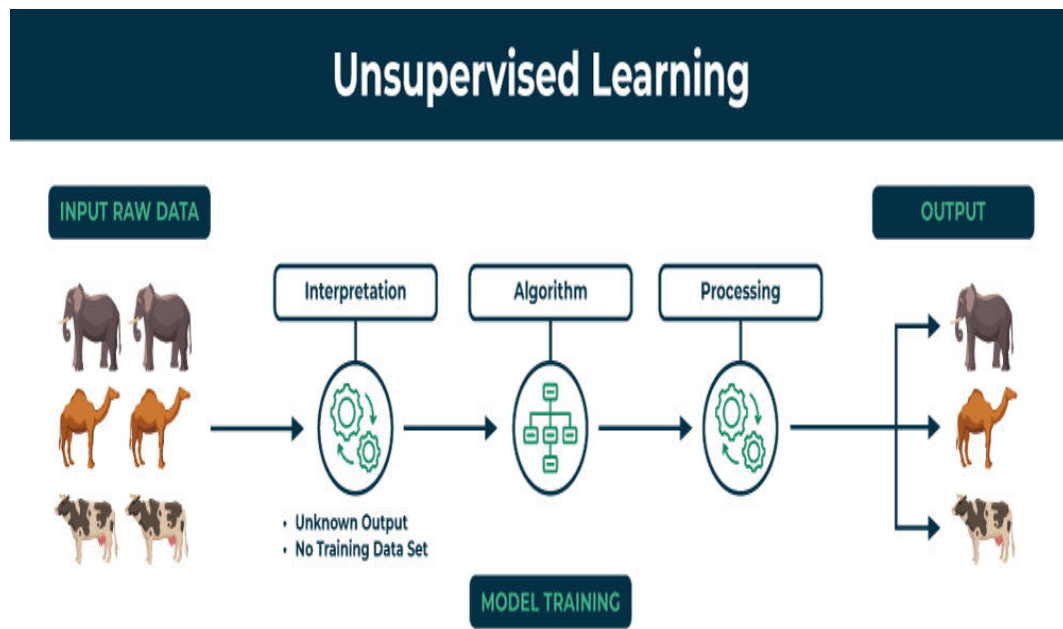 Unsupervised Learning
INPUT RAW DATA
OUTPUT
Interpretation
Algorithm
Processing
• Unknown Output
• No Training Data Set
MODEL TRAINING